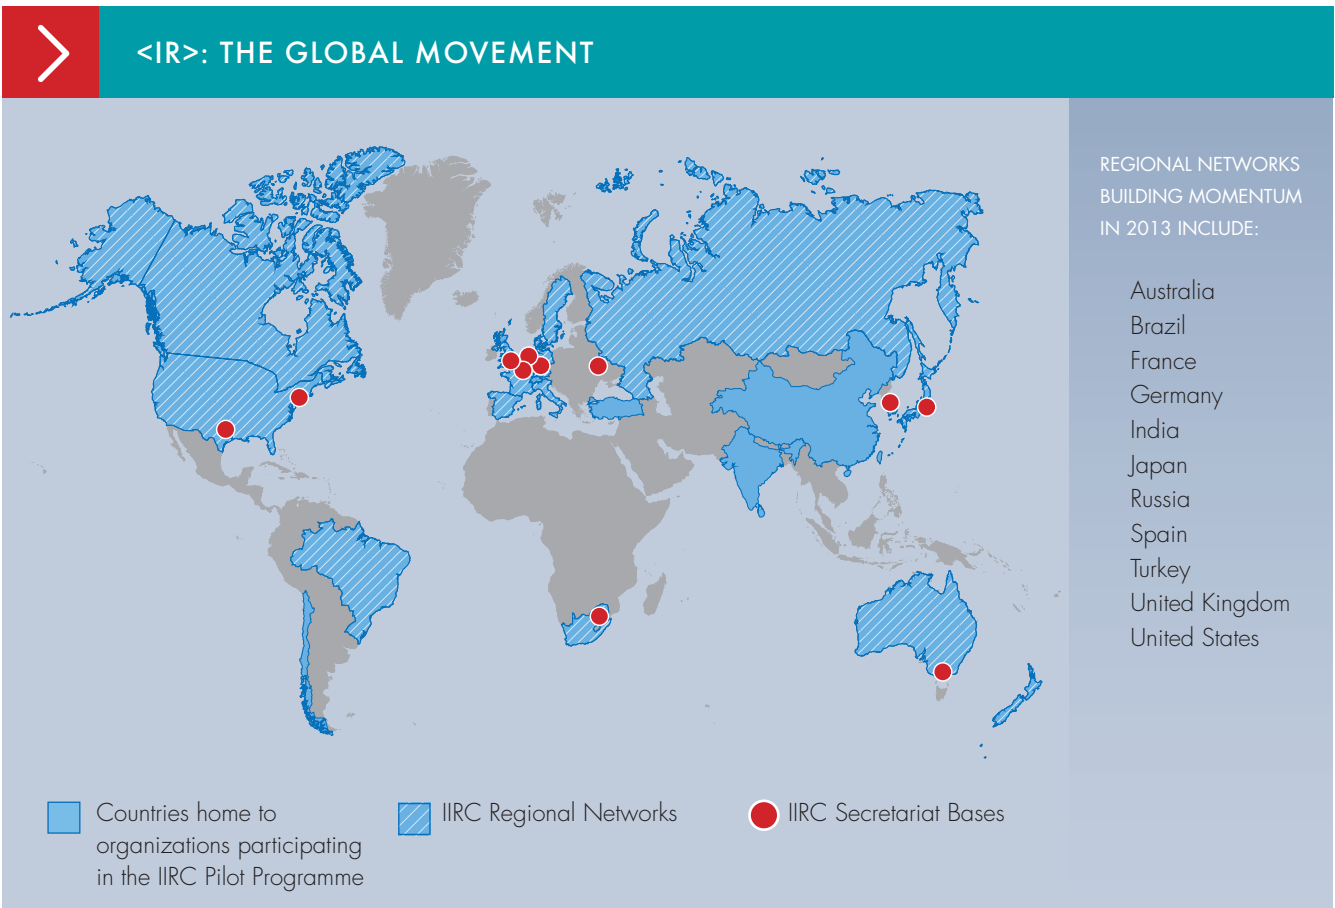 <IR>: THE GLOBAL MOVEMENT
REGIONAL NETWORKS
BUILDING MOMENTUM
IN 2013 INCLUDE:
Australia
Brazil
France
Germany
India
Japan
Russia
Spain
Turkey
United Kingdom
United States
Countries home to
organizations participating
in the IIRC Pilot Programme
IIRC Regional Networks
IIRC Secretariat Bases